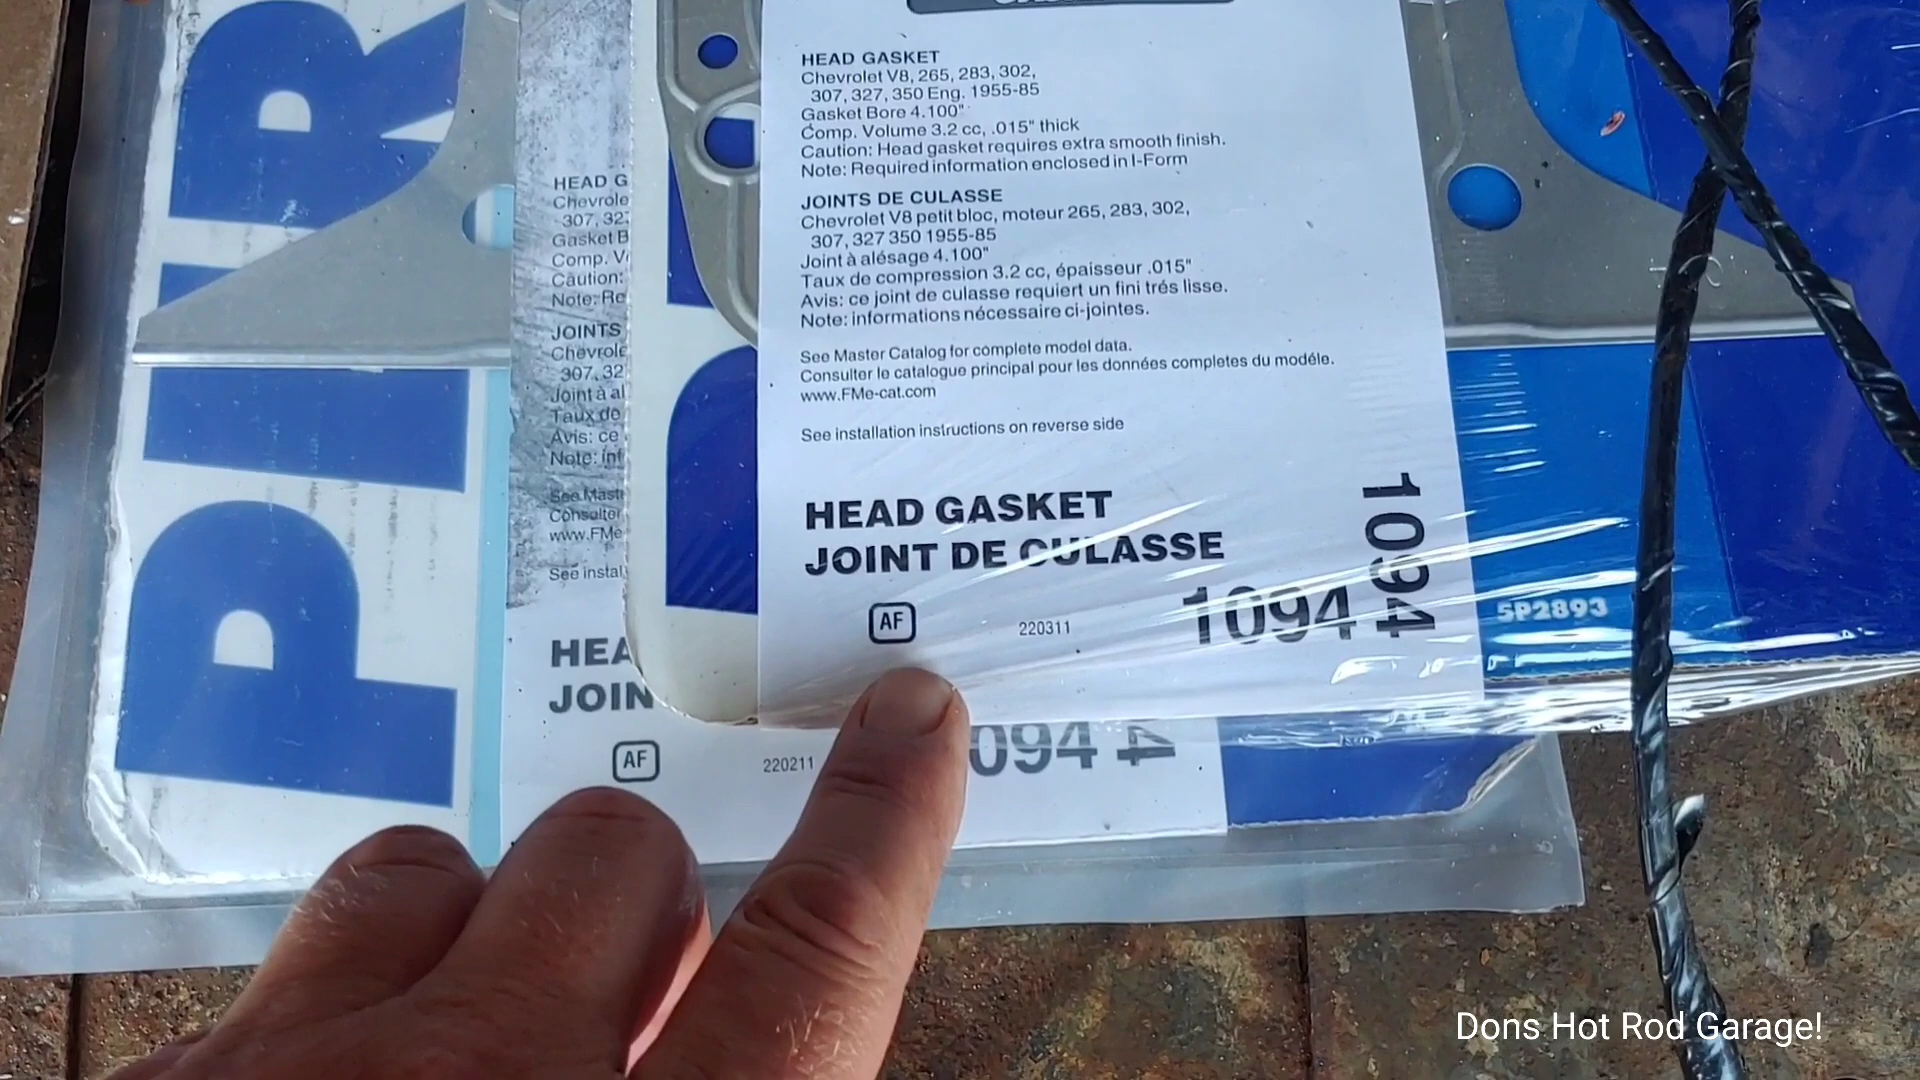 HEAD GASKET
Chevrolet V8, 265, 283, 302,
307, 327, 350 Eng. 1955-85
Gasket Bore 4.100"
Comp. Volume 3.2 cc, .015" thick
Caution: Head gasket requires extra smooth finish.
Note: Required information enclosed in I-Form
JOINTS DE CULASSE
Chevrolet V8 petit bloc, moteur 265, 283, 302,
307, 327 350 1955-85
Joint à alésage 4.100"
Taux de compression 3.2 cc, épaisseur .015"
Avis: ce joint de culasse requiert un fini trés lisse.
Note: informations nécessaire ci-jointes.
See Master Catalog for complete model data.
Consulter le catalogue principal pour les données completes du modéle.
www.FMe-cat.com
See installation instructions on reverse side
HEAD GASKET
JOINT DE CULASSE
AF
220311
1094
1094
5P2893
HEAD G
Chevrole
307, 32
Gasket B
Comp. V
Caution:
Note: Re
JOINTS
Chevrole
307, 32
Joint à al
Taux de
Avis: ce
Note: inf
See Mast
Consulter
www.FMe
See instal
HEA
JOIN
AF
220211
094
4
Dons Hot Rod Garage!